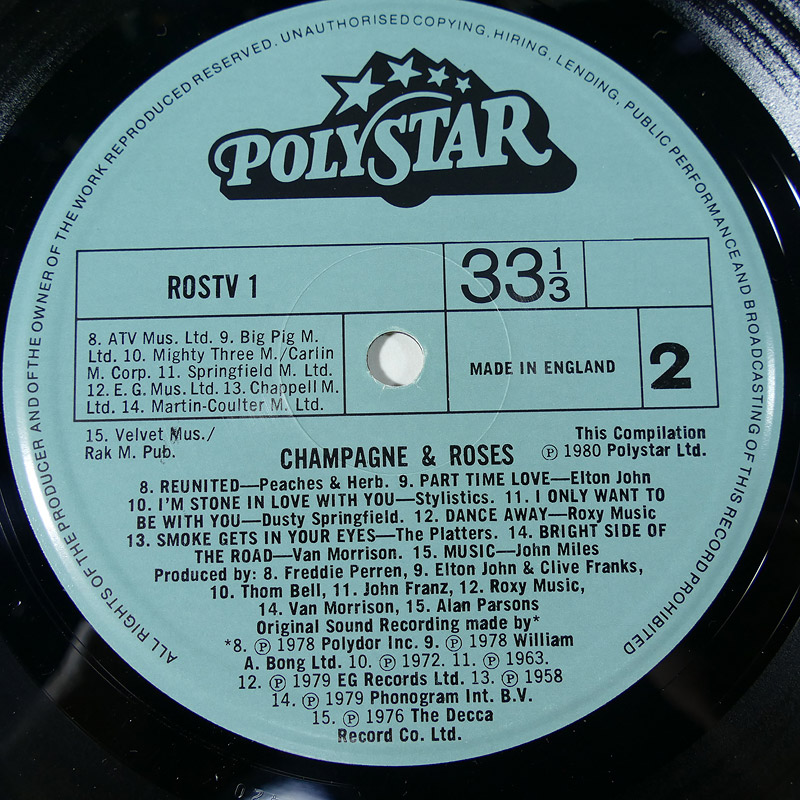 ALL RIGHTS OF THE PRODUCER AND OF THE OWNER OF THE WORK REPRODUCED RESERVED. UNAUTHORISED COPYING, HIRING, LENDING, PUBLIC PERFORMANCE AND BROADCASTING OF THIS RECORD PROHIBITED
POLYSTAR
ROSTV 1
33 1/3
8. ATV Mus. Ltd. 9. Big Pig M.
Ltd. 10. Mighty Three M./Carlin
M. Corp. 11. Springfield M. Ltd.
12. E. G. Mus. Ltd. 13. Chappell M.
Ltd. 14. Martin-Coulter M. Ltd.
MADE IN ENGLAND
2
15. Velvet Mus./
Rak M. Pub.
This Compilation
℗ 1980 Polystar Ltd.
CHAMPAGNE & ROSES
8. REUNITED—Peaches & Herb. 9. PART TIME LOVE—Elton John
10. I'M STONE IN LOVE WITH YOU—Stylistics. 11. I ONLY WANT TO
BE WITH YOU—Dusty Springfield. 12. DANCE AWAY—Roxy Music
13. SMOKE GETS IN YOUR EYES—The Platters. 14. BRIGHT SIDE OF
THE ROAD—Van Morrison. 15. MUSIC—John Miles
Produced by: 8. Freddie Perren, 9. Elton John & Clive Franks,
10. Thom Bell, 11. John Franz, 12. Roxy Music,
14. Van Morrison, 15. Alan Parsons
Original Sound Recording made by*
*8. ℗ 1978 Polydor Inc. 9. ℗ 1978 William
A. Bong Ltd. 10. ℗ 1972. 11. ℗ 1963.
12. ℗ 1979 EG Records Ltd. 13. ℗ 1958
14. ℗ 1979 Phonogram Int. B.V.
15. ℗ 1976 The Decca
Record Co. Ltd.